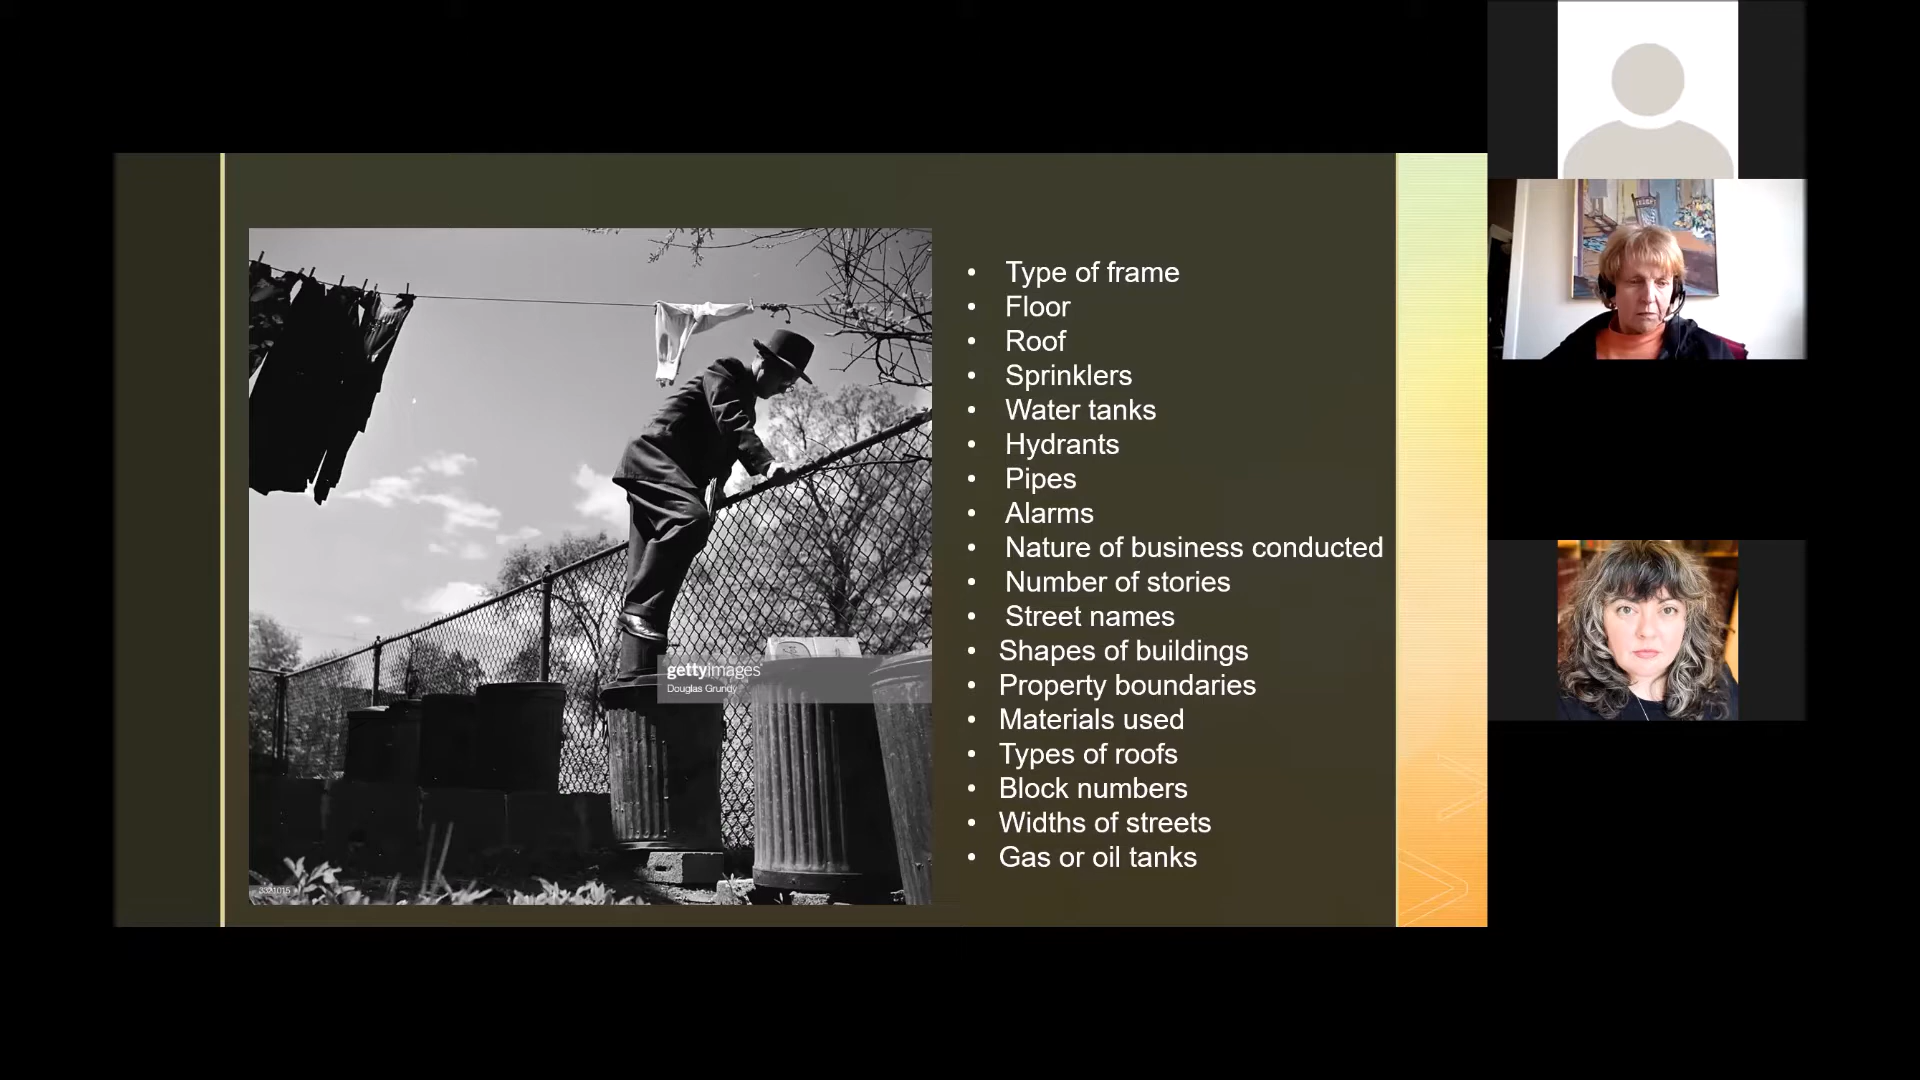 Type of frame
Floor
Roof
Sprinklers
Water tanks
Hydrants
Pipes
Alarms
Nature of business conducted
Number of stories
Street names
Shapes of buildings
Property boundaries
Materials used
Types of roofs
Block numbers
Widths of streets
Gas or oil tanks
gettyimages
Douglas Grundy
3321015